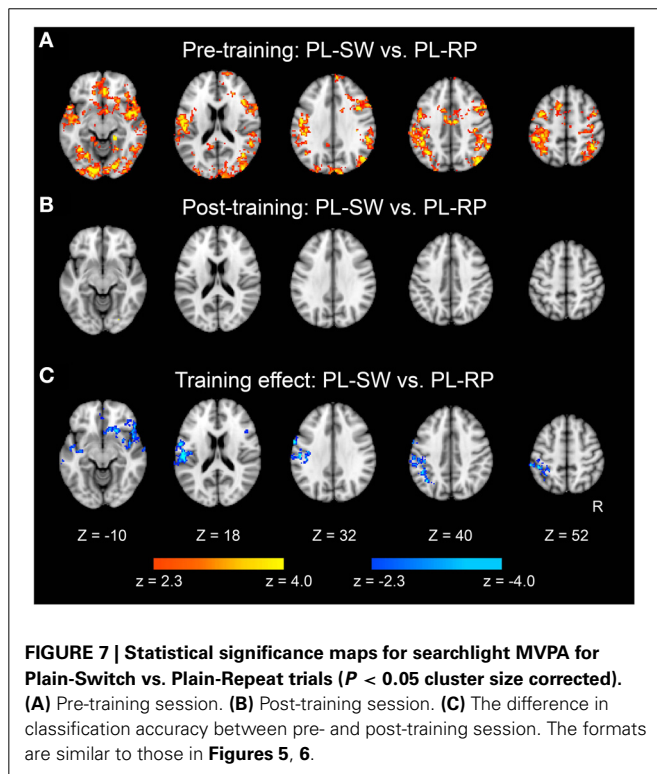 A
Pre-training: PL-SW vs. PL-RP
B
Post-training: PL-SW vs. PL-RP
C
Training effect: PL-SW vs. PL-RP
R
Z = -10 Z = 18 Z = 32 Z = 40 Z = 52
z = 2.3 z = 4.0 z = -2.3 z = -4.0
FIGURE 7 | Statistical significance maps for searchlight MVPA for
Plain-Switch vs. Plain-Repeat trials (P < 0.05 cluster size corrected).
(A) Pre-training session. (B) Post-training session. (C) The difference in
classification accuracy between pre- and post-training session. The formats
are similar to those in Figures 5, 6.